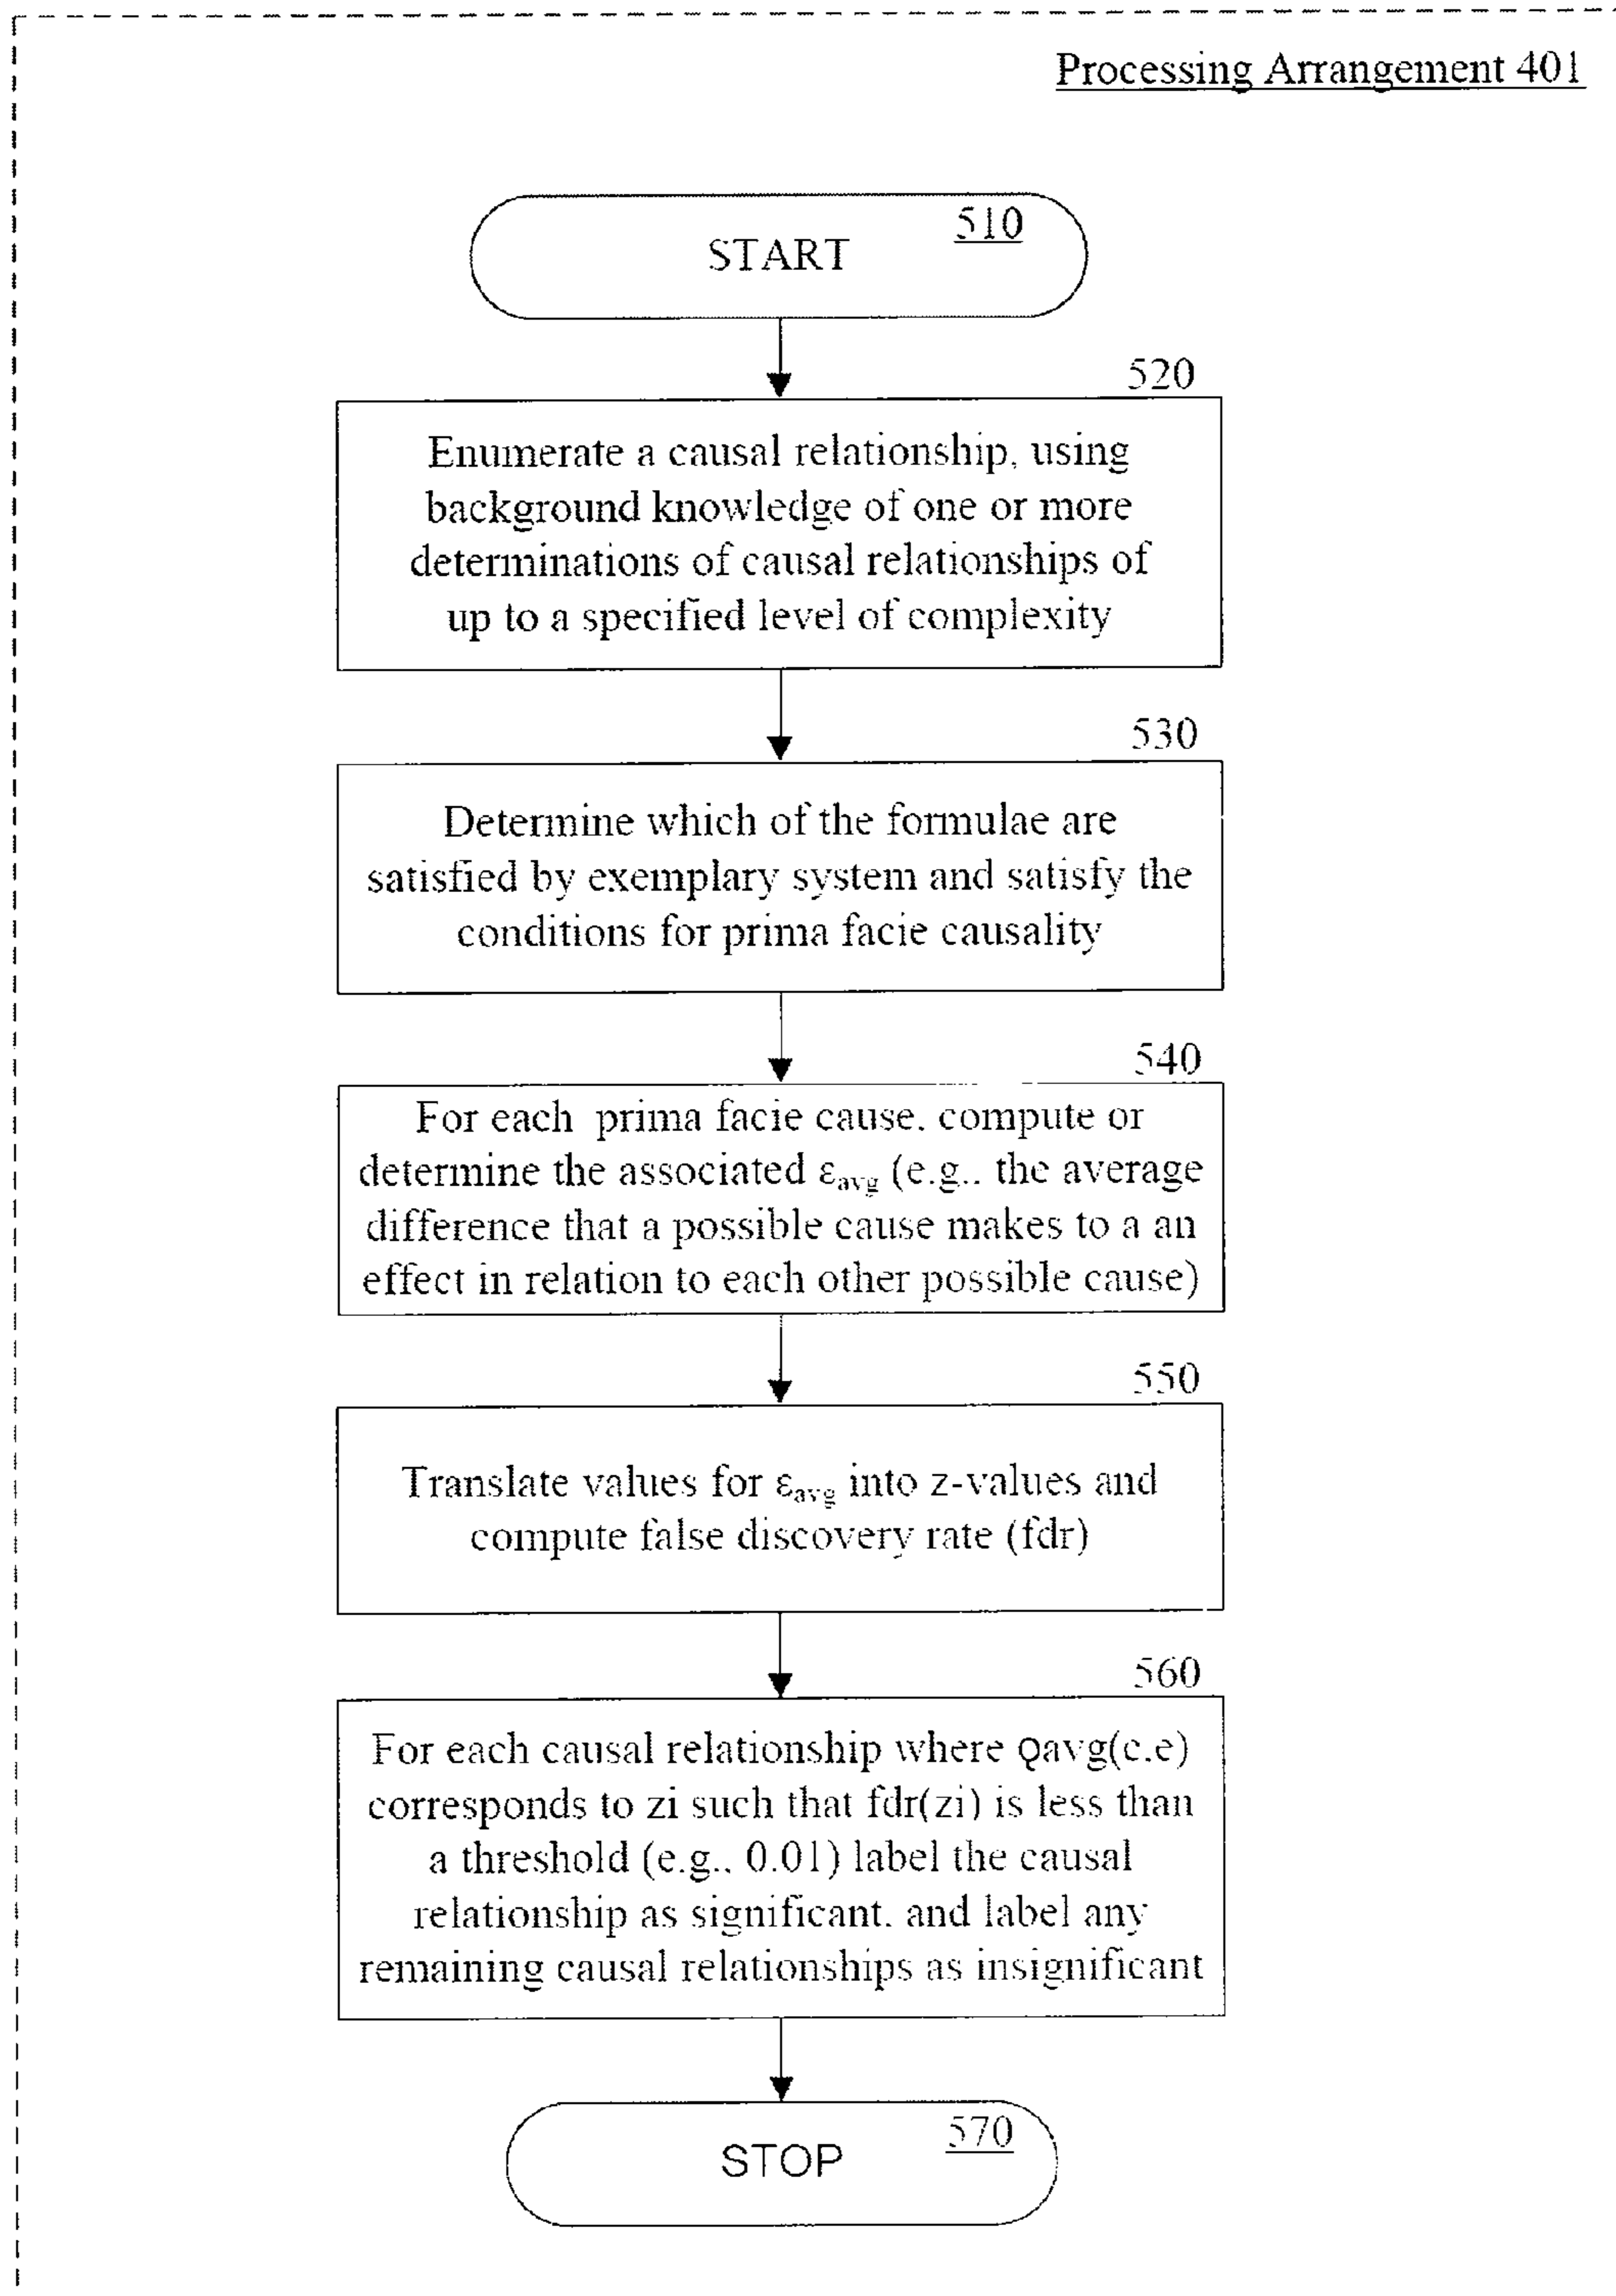 Processing Arrangement 401
510
START
520
Enumerate a causal relationship, using
background knowledge of one or more
determinations of causal relationships of
up to a specified level of complexity
530
Determine which of the formulae are
satisfied by exemplary system and satisfy the
conditions for prima facie causality
540
For each prima facie cause, compute or
determine the associated εavg (e.g., the average
difference that a possible cause makes to a an
effect in relation to each other possible cause)
550
Translate values for εavg into z-values and
compute false discovery rate (fdr)
560
For each causal relationship where Qavg(c,e)
corresponds to zi such that fdr(zi) is less than
a threshold (e.g., 0.01) label the causal
relationship as significant, and label any
remaining causal relationships as insignificant
570
STOP